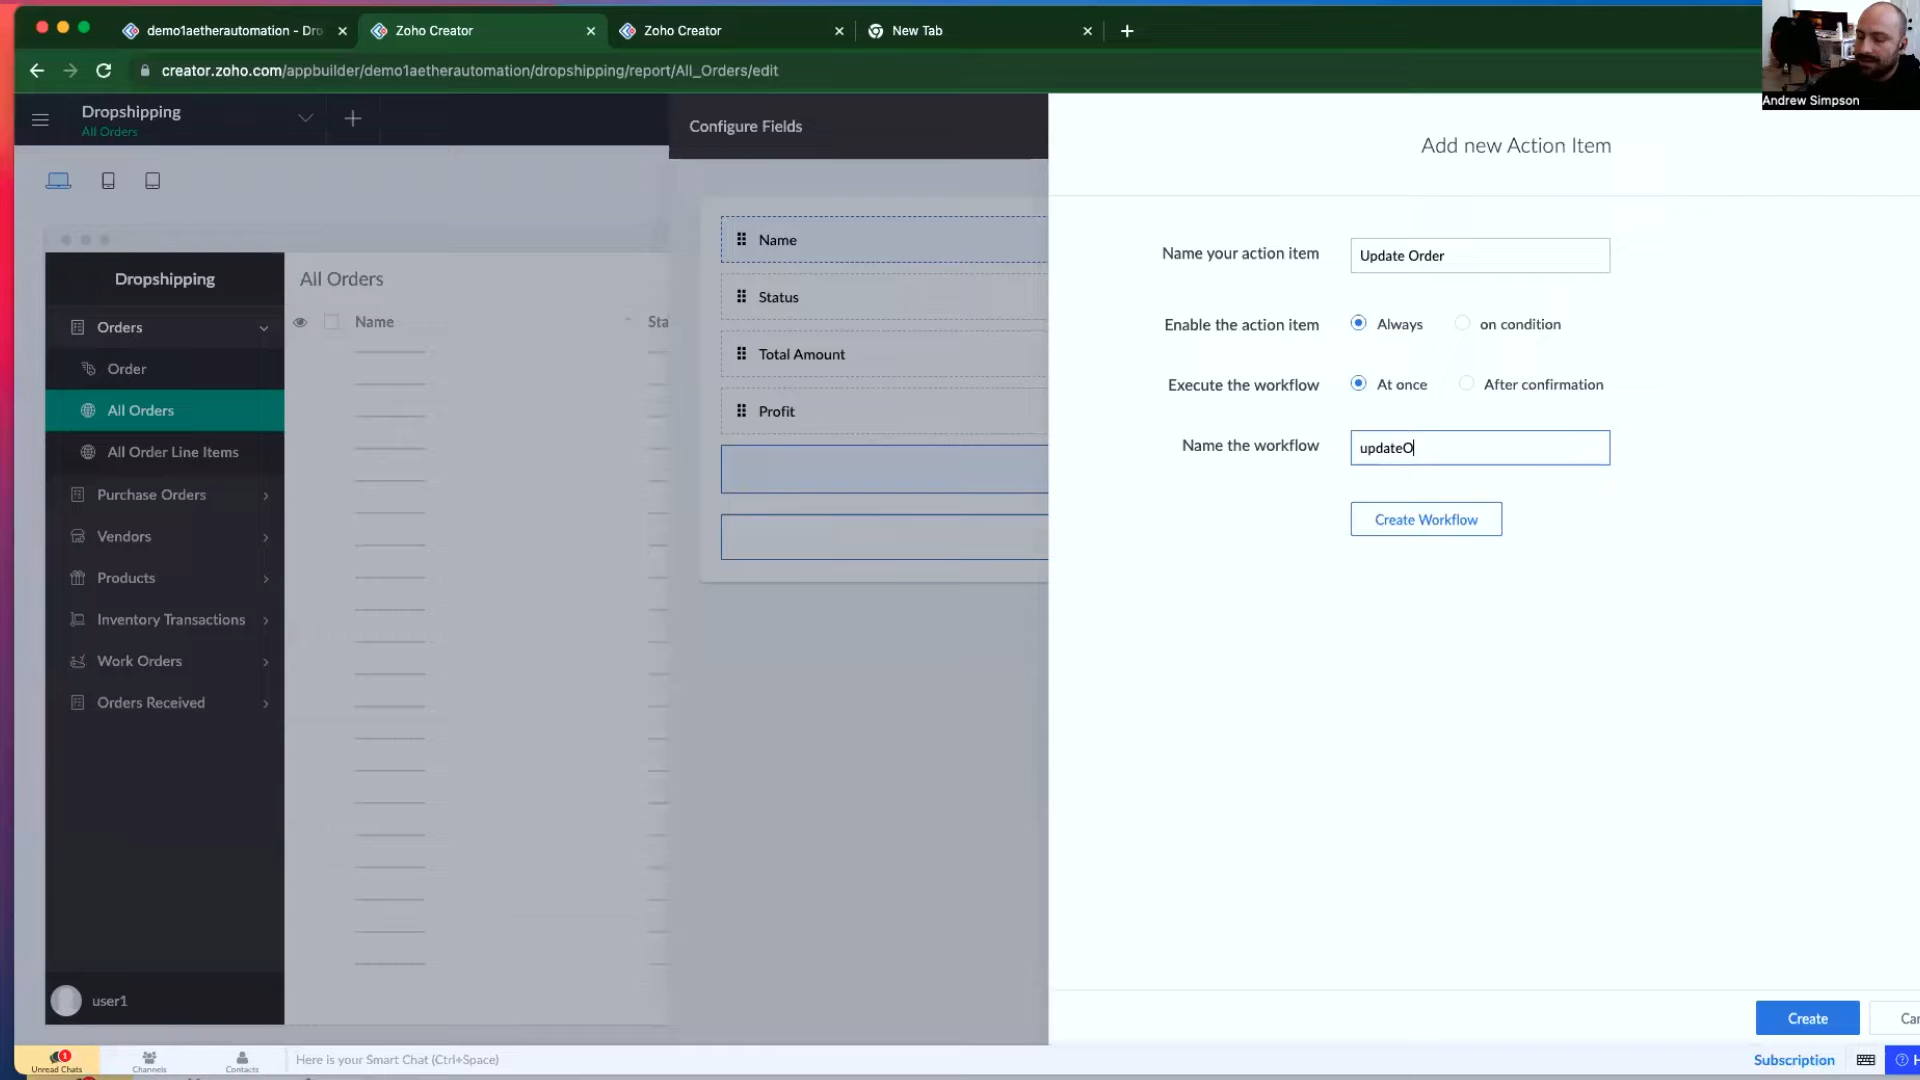 demo1aetherautomation - Dro
Zoho Creator
Zoho Creator
New Tab
creator.zoho.com/appbuilder/demo1aetherautomation/dropshipping/report/All_Orders/edit
Andrew Simpson
Dropshipping
All Orders
Configure Fields
Add new Action Item
Dropshipping
Orders
Order
All Orders
All Order Line Items
Purchase Orders
Vendors
Products
Inventory Transactions
Work Orders
Orders Received
user1
All Orders
Name
Sta
Name
Status
Total Amount
Profit
Name your action item
Update Order
Enable the action item
Always
on condition
Execute the workflow
At once
After confirmation
Name the workflow
updateO
Create Workflow
Create
Can
1
Unread Chats
Channels
Contacts
Here is your Smart Chat (Ctrl+Space)
Subscription
H